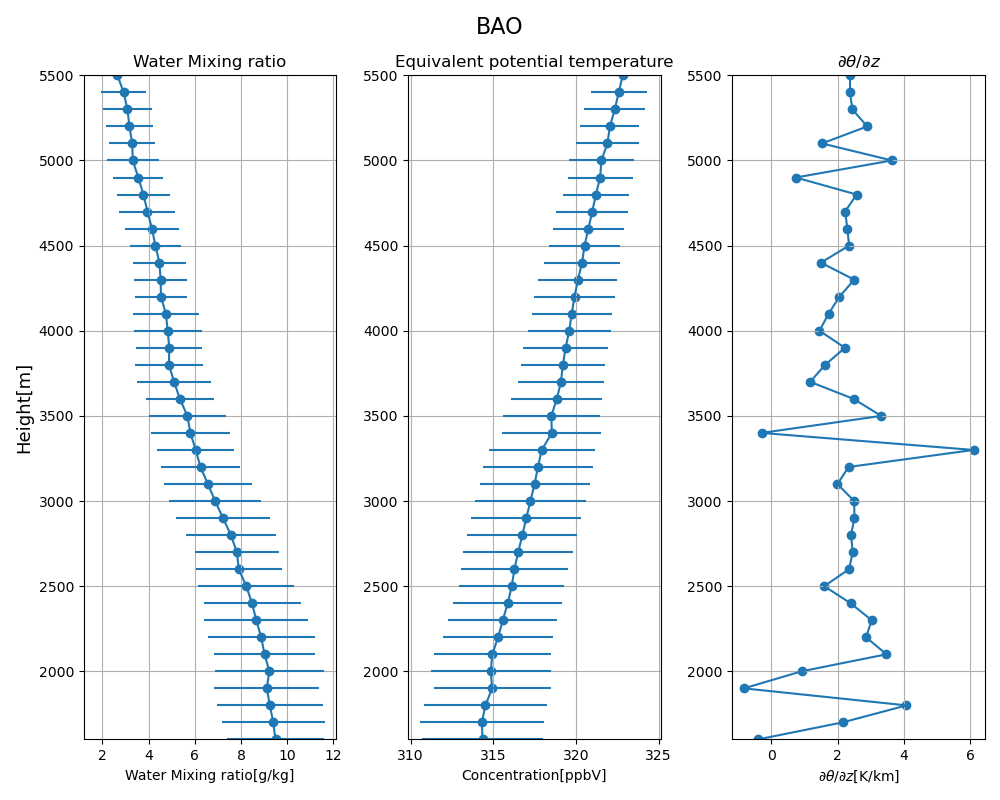 BAO
Water Mixing ratio
Equivalent potential temperature
∂θ/∂z
Height[m]
5500
5000
4500
4000
3500
3000
2500
2000
2 4 6 8 10 12
Water Mixing ratio[g/kg]
5500
5000
4500
4000
3500
3000
2500
2000
310 315 320 325
Concentration[ppbV]
5500
5000
4500
4000
3500
3000
2500
2000
0 2 4 6
∂θ/∂z[K/km]